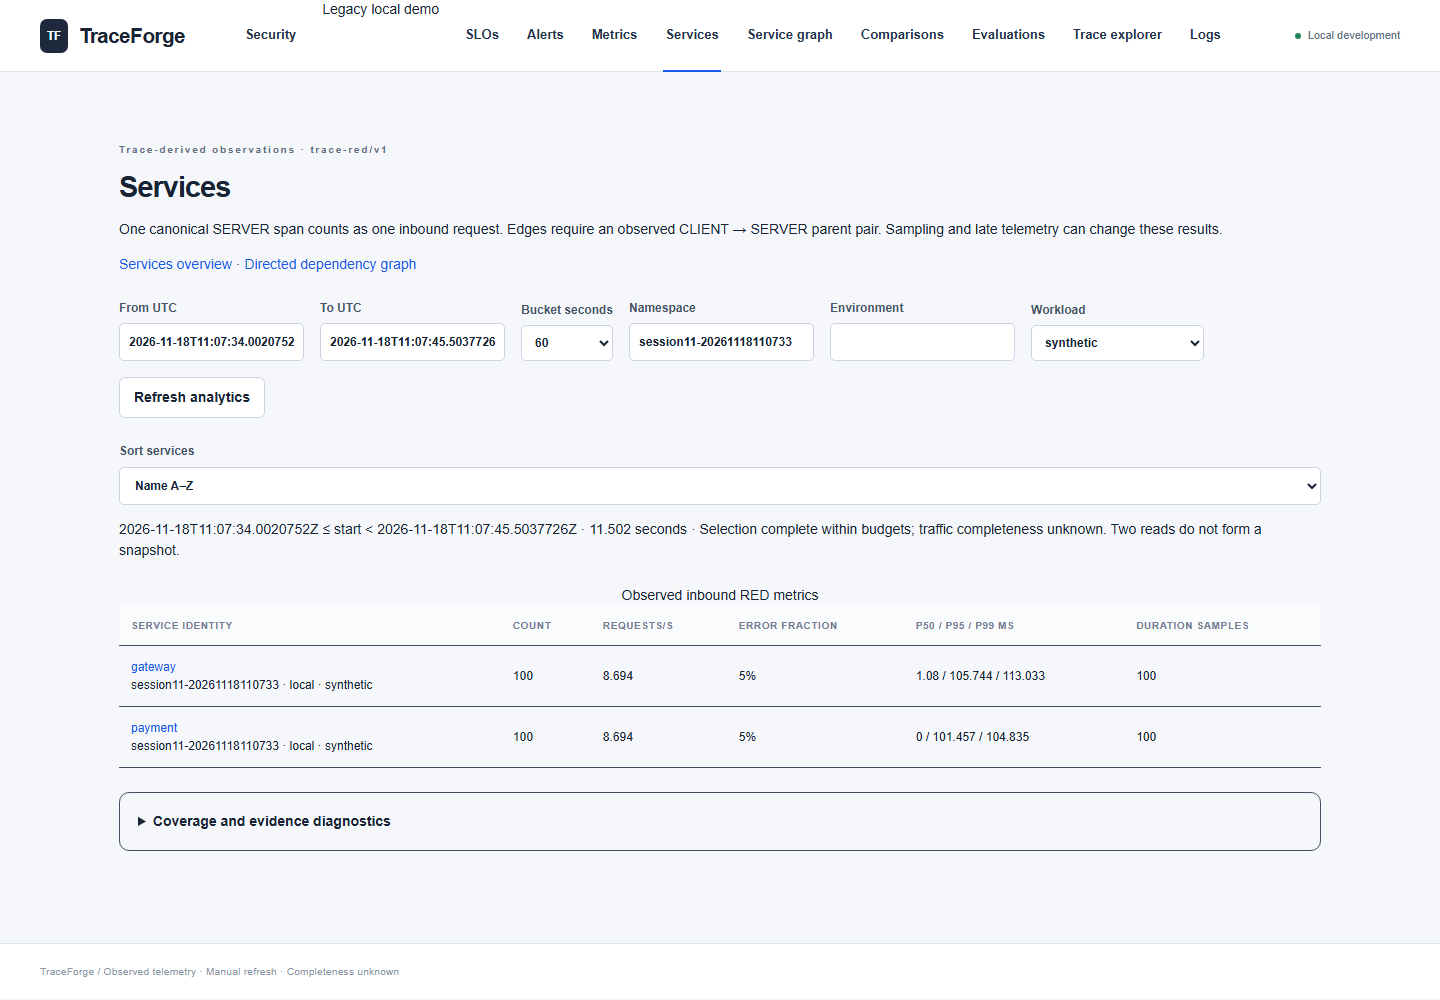 Legacy local demo
TF TraceForge Security SLOs Alerts Metrics Services Service graph Comparisons Evaluations Trace explorer Logs Local development
Trace-derived observations · trace-red/v1
Services
One canonical SERVER span counts as one inbound request. Edges require an observed CLIENT → SERVER parent pair. Sampling and late telemetry can change these results.
Services overview · Directed dependency graph
From UTC To UTC Bucket seconds Namespace Environment Workload
2026-11-18T11:07:34.0020752 2026-11-18T11:07:45.5037726 60 session11-20261118110733 synthetic
Refresh analytics
Sort services
Name A–Z
2026-11-18T11:07:34.0020752Z ≤ start < 2026-11-18T11:07:45.5037726Z · 11.502 seconds · Selection complete within budgets; traffic completeness unknown. Two reads do not form a
snapshot.
Observed inbound RED metrics
SERVICE IDENTITY COUNT REQUESTS/S ERROR FRACTION P50 / P95 / P99 MS DURATION SAMPLES
gateway
session11-20261118110733 · local · synthetic 100 8.694 5% 1.08 / 105.744 / 113.033 100
payment
session11-20261118110733 · local · synthetic 100 8.694 5% 0 / 101.457 / 104.835 100
Coverage and evidence diagnostics
TraceForge / Observed telemetry · Manual refresh · Completeness unknown